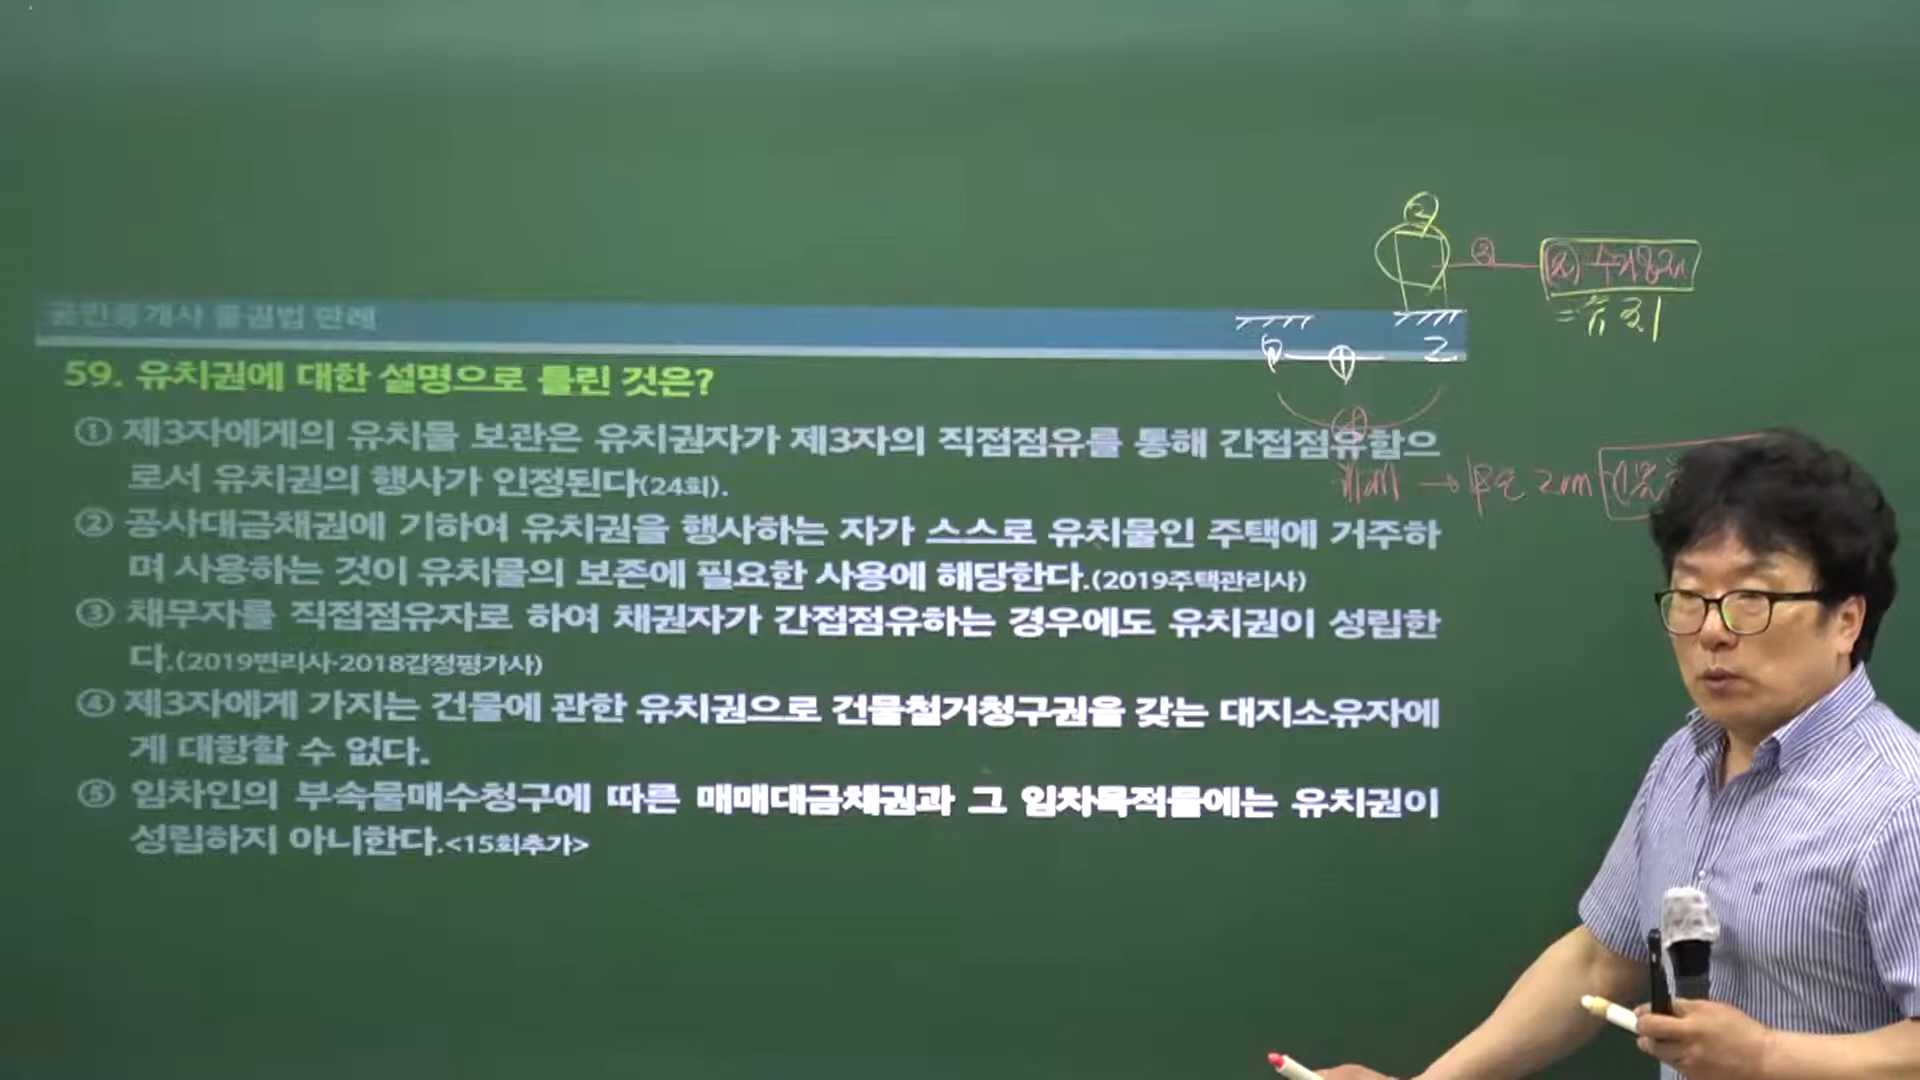 공인중개사 물권법 판례
59. 유치권에 대한 설명으로 틀린 것은?
① 제3자에게의 유치물 보관은 유치권자가 제3자의 직접점유를 통해 간접점유함으
로서 유치권의 행사가 인정된다(24회).
② 공사대금채권에 기하여 유치권을 행사하는 자가 스스로 유치물인 주택에 거주하
며 사용하는 것이 유치물의 보존에 필요한 사용에 해당한다.(2019주택관리사)
③ 채무자를 직접점유자로 하여 채권자가 간접점유하는 경우에도 유치권이 성립한
다.(2019변리사·2018감정평가사)
④ 제3자에게 가지는 건물에 관한 유치권으로 건물철거청구권을 갖는 대지소유자에
게 대항할 수 없다.
⑤ 임차인의 부속물매수청구에 따른 매매대금채권과 그 임차목적물에는 유치권이
성립하지 아니한다.<15회추가>
②
③
①
乙